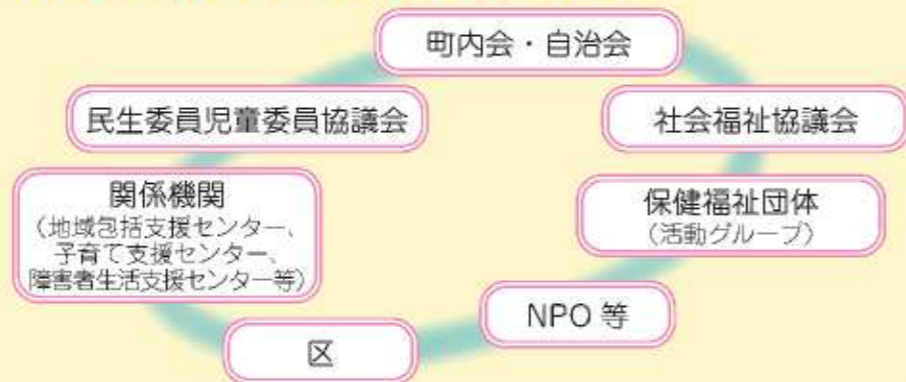 町内会・自治会
民生委員児童委員協議会
社会福祉協議会
関係機関
（地域包括支援センター、
子育て支援センター、
障害者生活支援センター等）
保健福祉団体
（活動グループ）
NPO 等
区